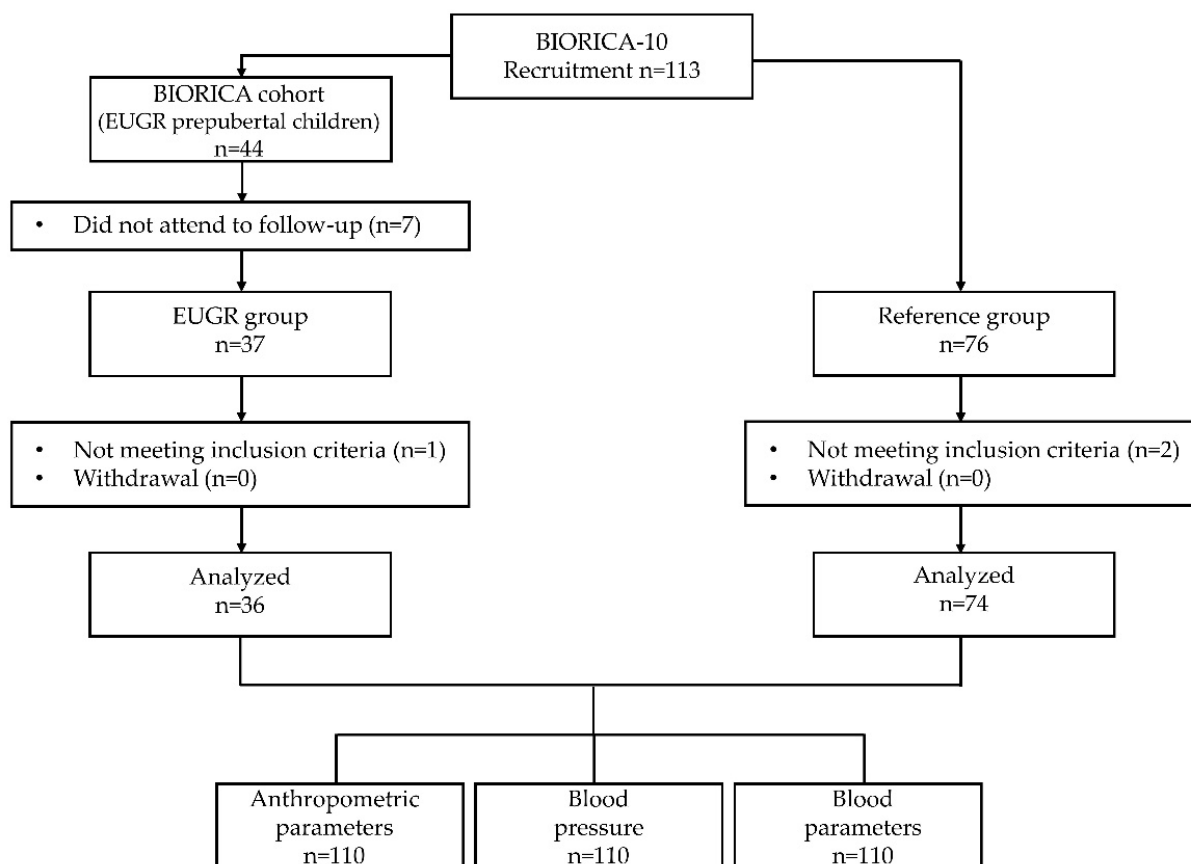 BIORICA-10
Recruitment n=113
BIORICA cohort
(EUGR prepubertal children)
n=44
• Did not attend to follow-up (n=7)
EUGR group
n=37
Reference group
n=76
• Not meeting inclusion criteria (n=1)
• Withdrawal (n=0)
• Not meeting inclusion criteria (n=2)
• Withdrawal (n=0)
Analyzed
n=36
Analyzed
n=74
Anthropometric
parameters
n=110
Blood
pressure
n=110
Blood
parameters
n=110